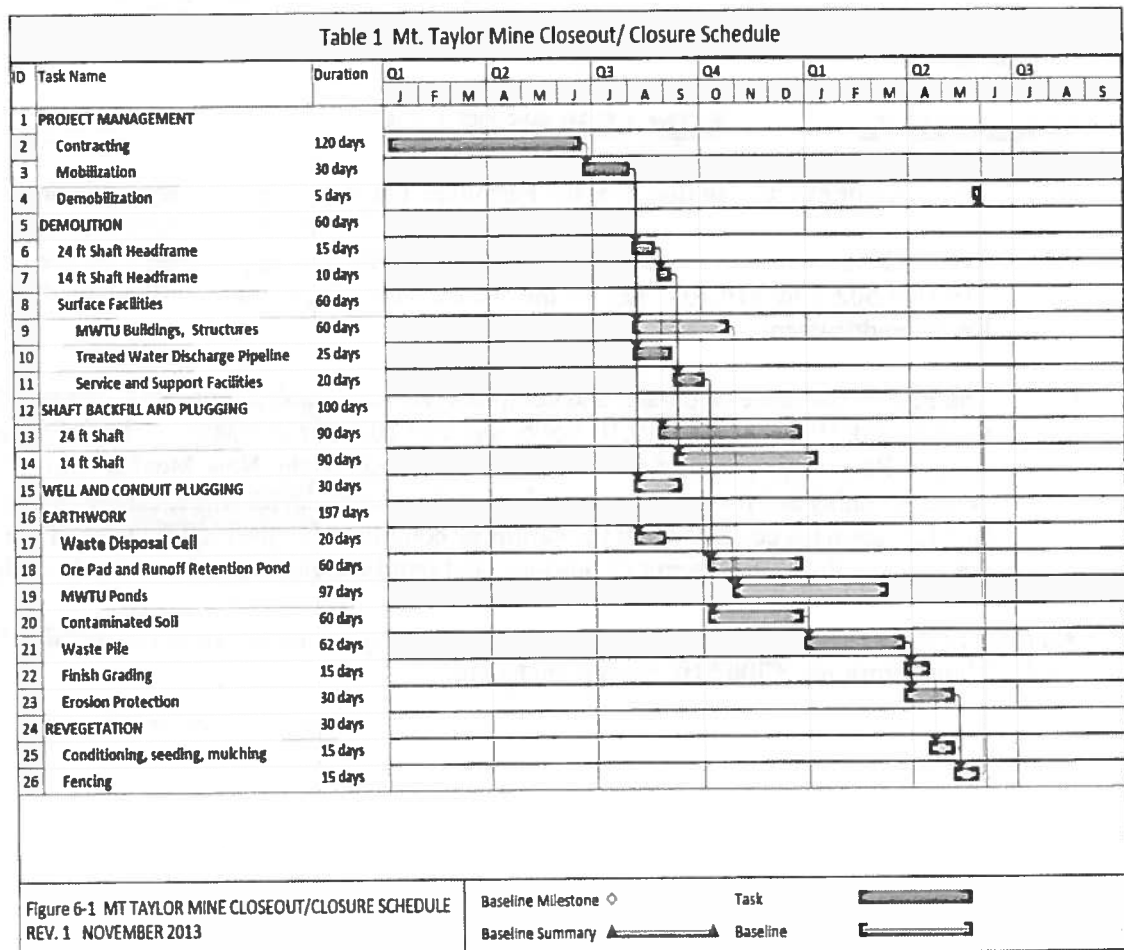 Table 1 Mt. Taylor Mine Closeout/ Closure Schedule
ID Task Name Duration Q1 Q2 Q3 Q4 Q1 Q2 Q3
J F M A M J J A S O N D J F M A M J J A S
1 PROJECT MANAGEMENT
2 Contracting 120 days
3 Mobilization 30 days
4 Demobilization 5 days
5 DEMOLITION 60 days
6 24 ft Shaft Headframe 15 days
7 14 ft Shaft Headframe 10 days
8 Surface Facilities 60 days
9 MWTU Buildings, Structures 60 days
10 Treated Water Discharge Pipeline 25 days
11 Service and Support Facilities 20 days
12 SHAFT BACKFILL AND PLUGGING 100 days
13 24 ft Shaft 90 days
14 14 ft Shaft 90 days
15 WELL AND CONDUIT PLUGGING 30 days
16 EARTHWORK 197 days
17 Waste Disposal Cell 20 days
18 Ore Pad and Runoff Retention Pond 60 days
19 MWTU Ponds 97 days
20 Contaminated Soil 60 days
21 Waste Pile 62 days
22 Finish Grading 15 days
23 Erosion Protection 30 days
24 REVEGETATION 30 days
25 Conditioning, seeding, mulching 15 days
26 Fencing 15 days
Figure 6-1 MT TAYLOR MINE CLOSEOUT/CLOSURE SCHEDULE
REV. 1 NOVEMBER 2013
Baseline Milestone Task
Baseline Summary Baseline